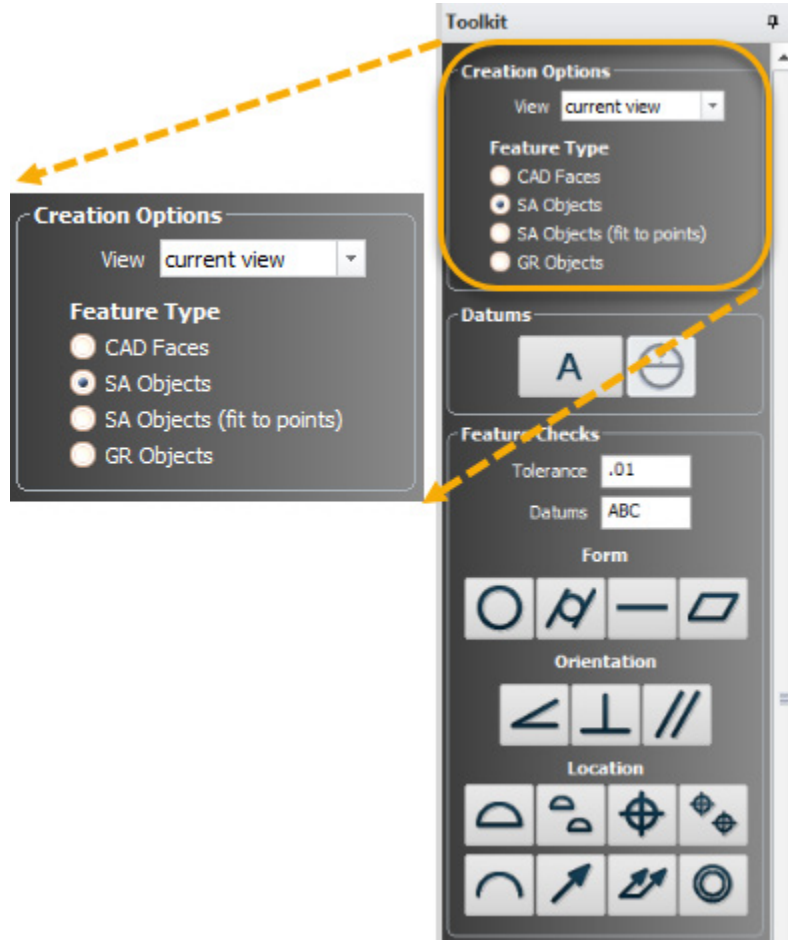 Toolkit
Creation Options
View current view
Feature Type
CAD Faces
SA Objects
SA Objects (fit to points)
GR Objects
Creation Options
View current view
Feature Type
CAD Faces
SA Objects
SA Objects (fit to points)
GR Objects
Datums
A
Feature Checks
Tolerance .01
Datums ABC
Form
Orientation
Location